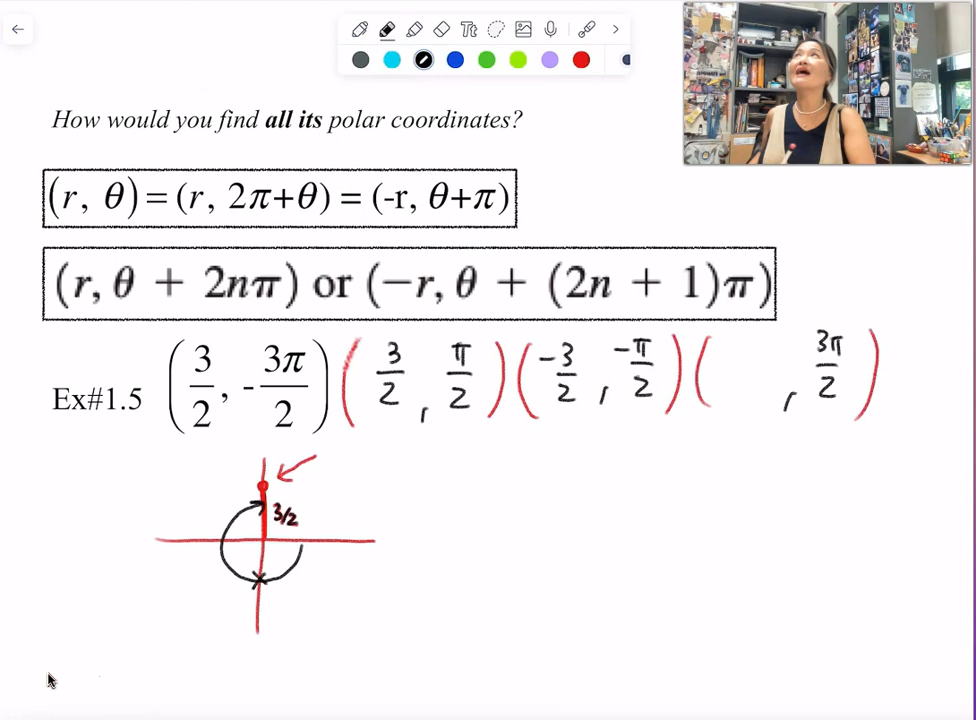 Tt
How would you find all its polar coordinates?
(r, θ) = (r, 2π+θ) = (-r, θ+π)
(r, θ + 2nπ) or (−r, θ + (2n + 1)π)
Ex#1.5 (3/2, -3π/2) (3/2, π/2) (-3/2, -π/2) ( , 3π/2)
3/2